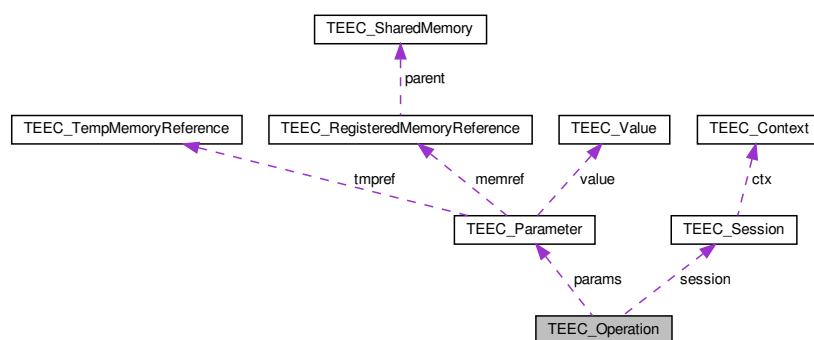 TEEC_SharedMemory
parent
TEEC_TempMemoryReference
TEEC_RegisteredMemoryReference
TEEC_Value
TEEC_Context
tmpref
memref
value
ctx
TEEC_Parameter
TEEC_Session
params
session
TEEC_Operation